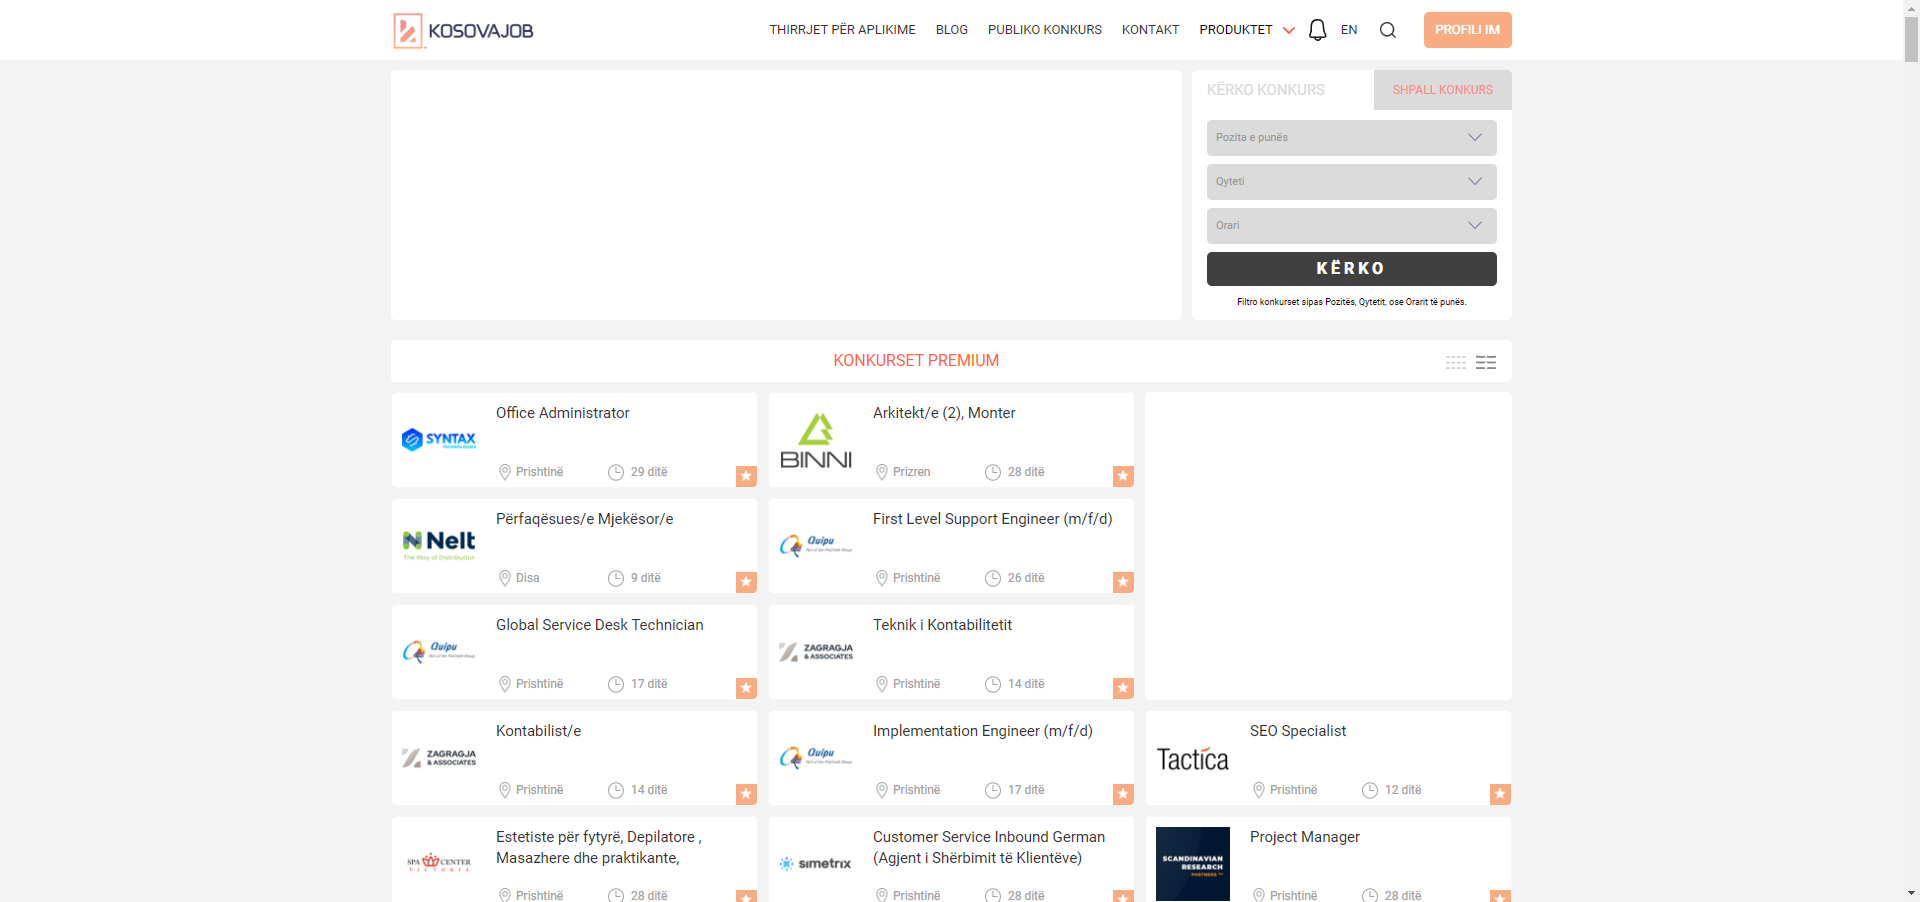 KOSOVAJOB
THIRRJET PËR APLIKIME
BLOG
PUBLIKO KONKURS
KONTAKT
PRODUKTET
EN
PROFILI IM
KËRKO KONKURS
SHPALL KONKURS
Pozita e punës
Qyteti
Orari
KËRKO
Filtro konkurset sipas Pozitës, Qytetit, ose Orarit të punës.
KONKURSET PREMIUM
SYNTAX
TECHNOLOGIES
Office Administrator
Prishtinë
29 ditë
BINNI
Arkitekt/e (2), Monter
Prizren
28 ditë
Nelt
The Way of Distribution
Përfaqësues/e Mjekësor/e
Disa
9 ditë
Quipu
First Level Support Engineer (m/f/d)
Prishtinë
26 ditë
Quipu
Global Service Desk Technician
Prishtinë
17 ditë
ZAGRAGJA
& ASSOCIATES
Teknik i Kontabilitetit
Prishtinë
14 ditë
ZAGRAGJA
& ASSOCIATES
Kontabilist/e
Prishtinë
14 ditë
Quipu
Implementation Engineer (m/f/d)
Prishtinë
17 ditë
Tactica
SEO Specialist
Prishtinë
12 ditë
SPA CENTER
VICTORIA
Estetiste për fytyrë, Depilatore ,
Masazhere dhe praktikante,
Prishtinë
28 ditë
simetrix
Customer Service Inbound German
(Agjent i Shërbimit të Klientëve)
Prishtinë
28 ditë
SCANDINAVIAN
RESEARCH
PARTNERS
Project Manager
Prishtinë
28 ditë